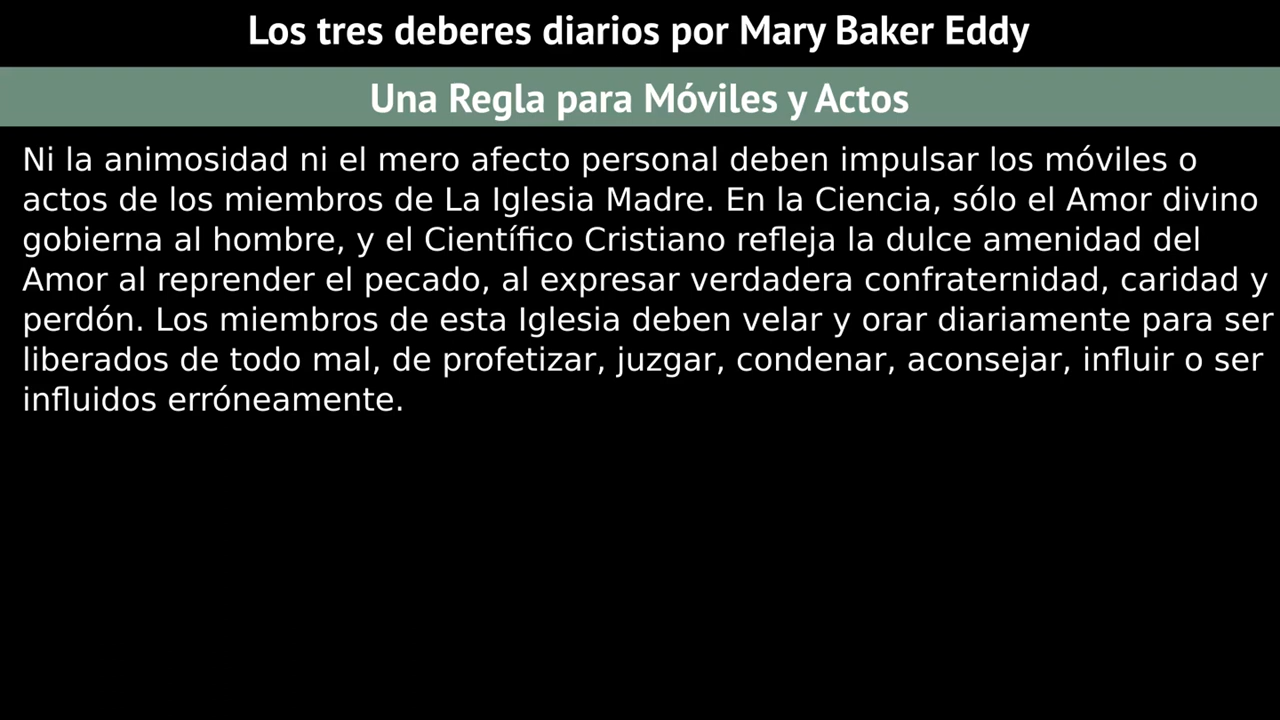 Los tres deberes diarios por Mary Baker Eddy
Una Regla para Móviles y Actos
Ni la animosidad ni el mero afecto personal deben impulsar los móviles o
actos de los miembros de La Iglesia Madre. En la Ciencia, sólo el Amor divino
gobierna al hombre, y el Científico Cristiano refleja la dulce amenidad del
Amor al reprender el pecado, al expresar verdadera confraternidad, caridad y
perdón. Los miembros de esta Iglesia deben velar y orar diariamente para ser
liberados de todo mal, de profetizar, juzgar, condenar, aconsejar, influir o ser
influidos erróneamente.